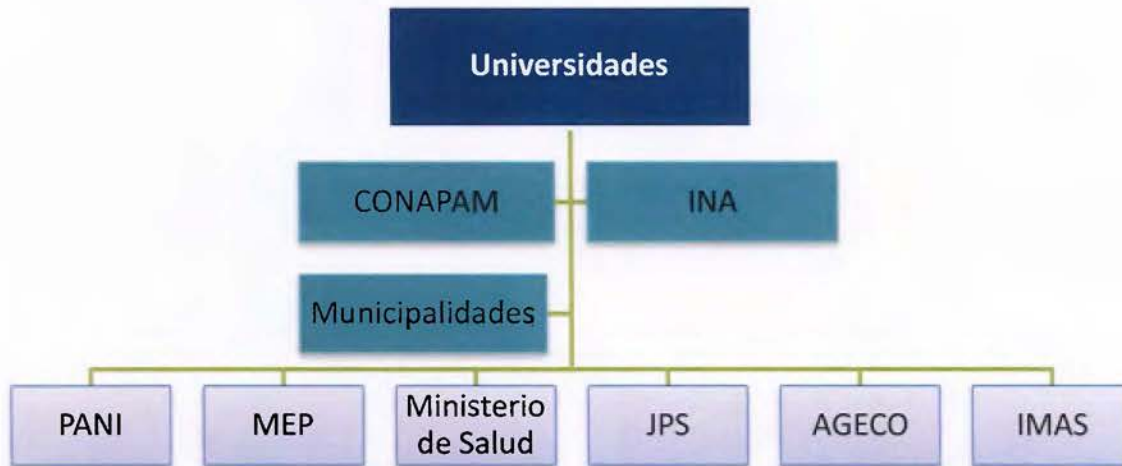 Universidades
CONAPAM
INA
Municipalidades
PANI
MEP
Ministerio
de Salud
JPS
AGECO
IMAS